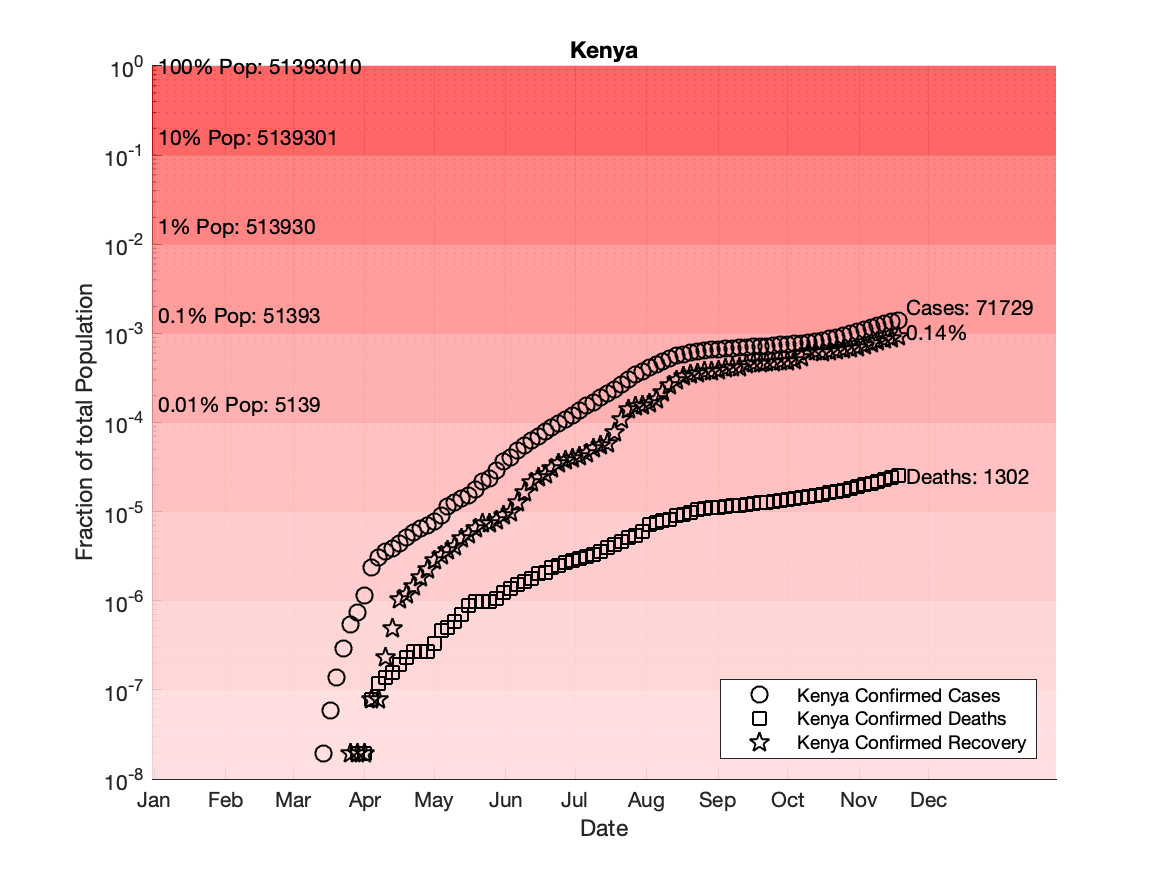 Kenya
10^0
100% Pop: 51393010
10% Pop: 5139301
10^-1
1% Pop: 513930
10^-2
0.1% Pop: 51393
Cases: 71729
10^-3
0.14%
0.01% Pop: 5139
10^-4
Deaths: 1302
10^-5
10^-6
10^-7
10^-8
Fraction of total Population
Kenya Confirmed Cases
Kenya Confirmed Deaths
Kenya Confirmed Recovery
Jan Feb Mar Apr May Jun Jul Aug Sep Oct Nov Dec
Date